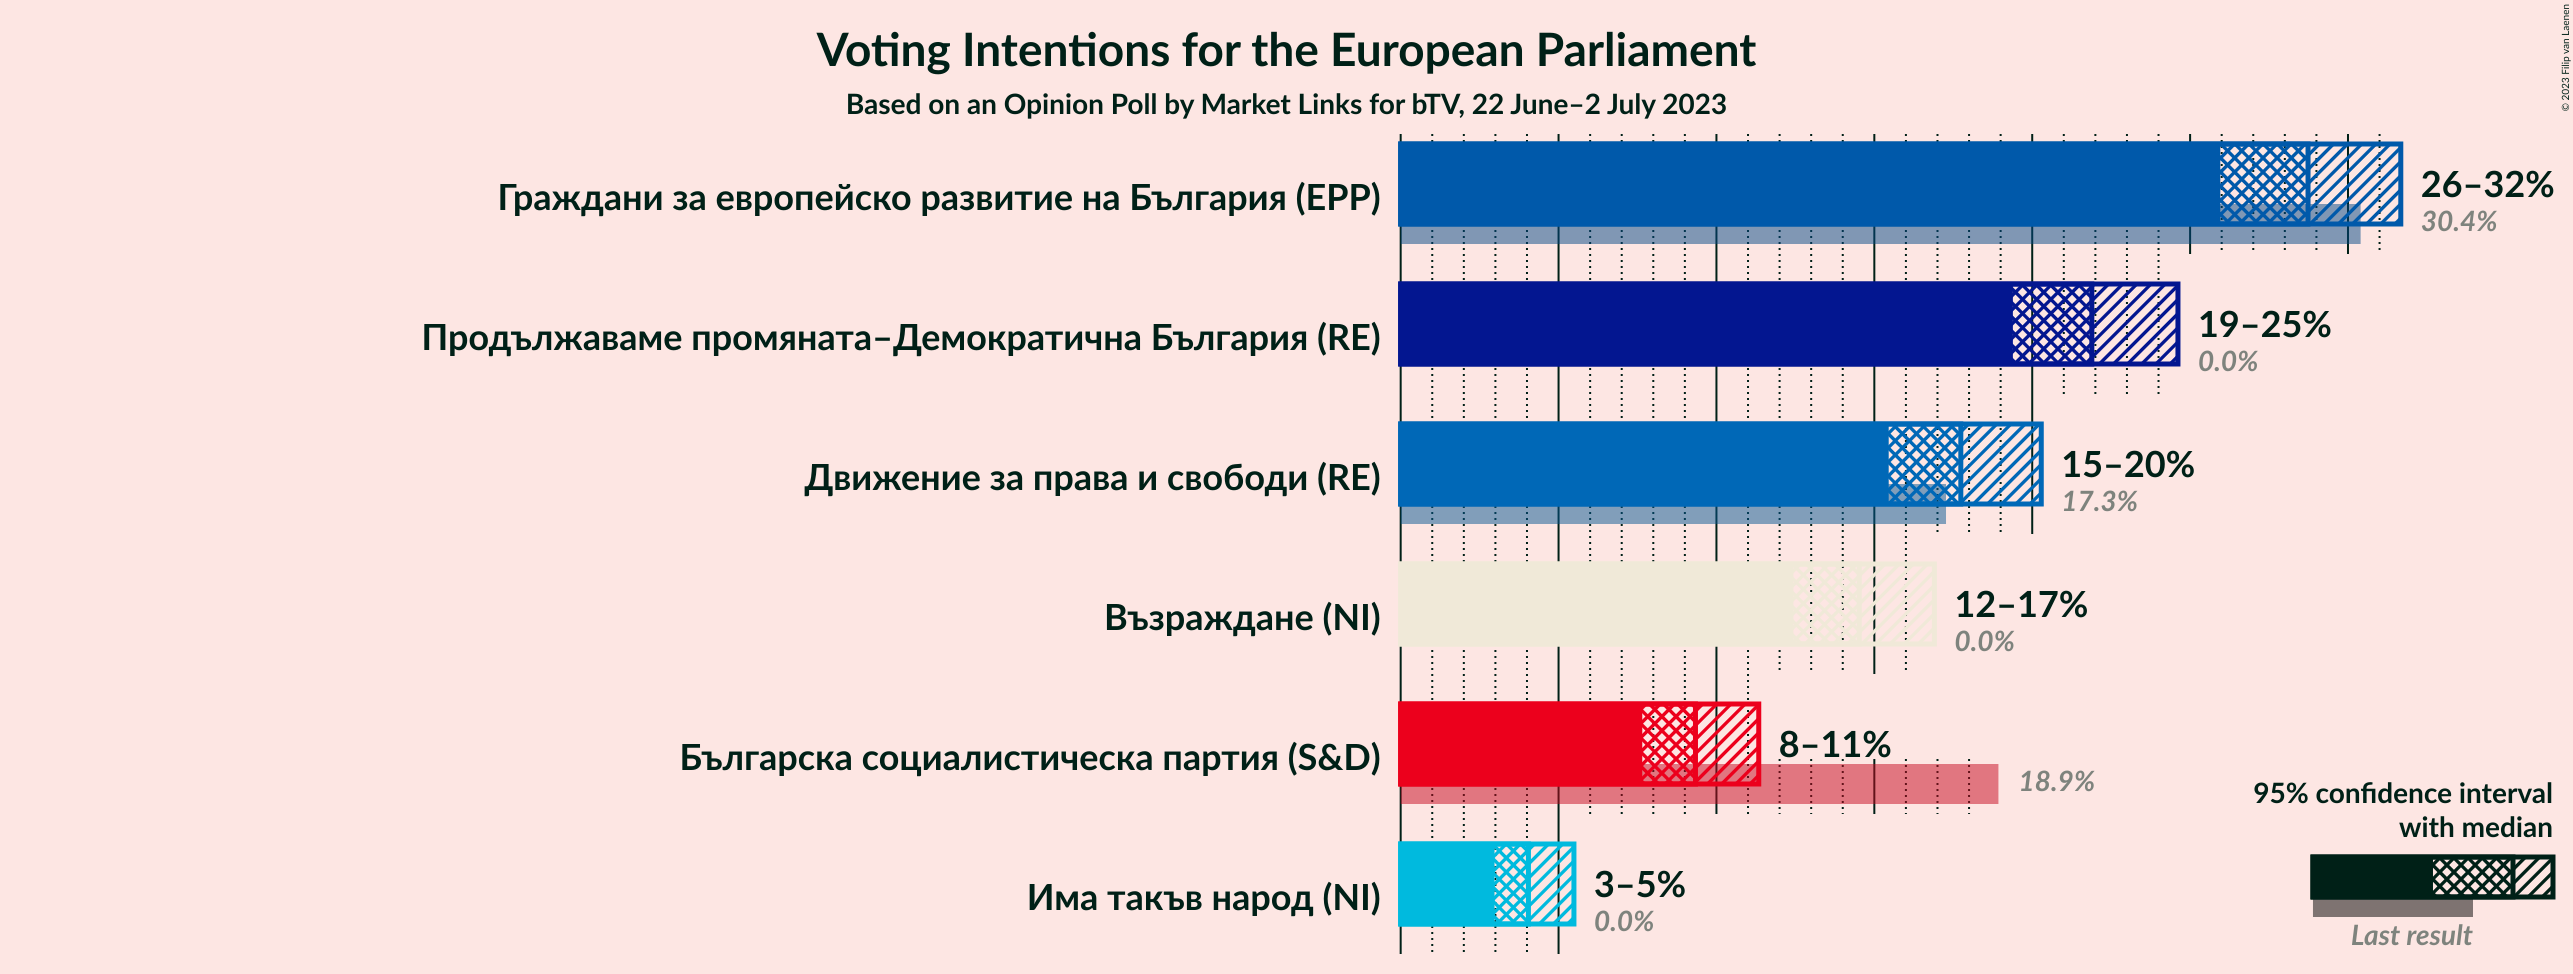 Voting Intentions for the European Parliament
Based on an Opinion Poll by Market Links for bTV, 22 June–2 July 2023
© 2023 Filip van Laenen
Граждани за европейско развитие на България (EPP)
26–32%
30.4%
Продължаваме промяната–Демократична България (RE)
19–25%
0.0%
Движение за права и свободи (RE)
15–20%
17.3%
Възраждане (NI)
12–17%
0.0%
Българска социалистическа партия (S&D)
8–11%
18.9%
Има такъв народ (NI)
3–5%
0.0%
95% confidence interval
with median
Last result